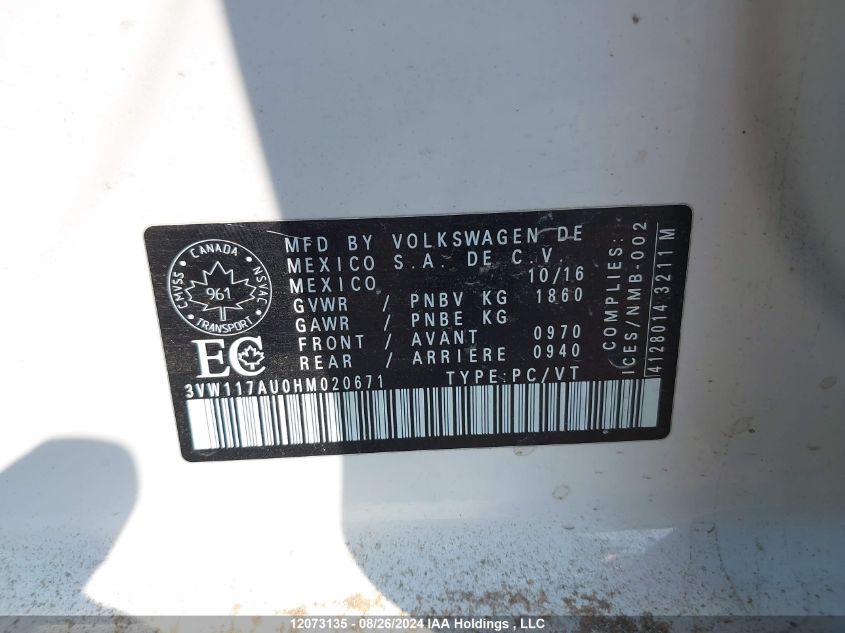 CANADA
CMVSS
NSVAC
961
TRANSPORT
EC
MFD BY VOLKSWAGEN DE
MEXICO S.A. DE C.V.
MEXICO 10/16
GVWR / PNBV KG 1860
GAWR / PNBE KG
FRONT / AVANT 0970
REAR / ARRIERE 0940
3VW117AU0HM020671 TYPE:PC/VT
COMPLIES:
ICES/NMB-002
4128014 3211 M
12073135 - 08/26/2024 IAA Holdings , LLC